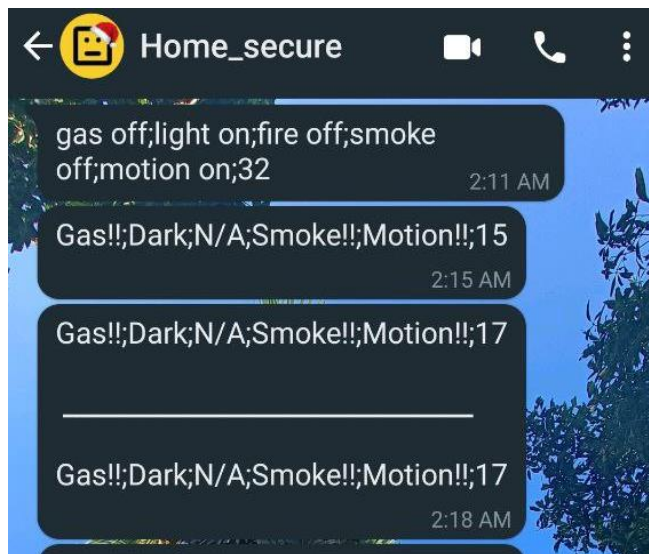 Home_secure
gas off;light on;fire off;smoke
off;motion on;32
2:11 AM
Gas!!;Dark;N/A;Smoke!!;Motion!!;15
2:15 AM
Gas!!;Dark;N/A;Smoke!!;Motion!!;17
Gas!!;Dark;N/A;Smoke!!;Motion!!;17
2:18 AM